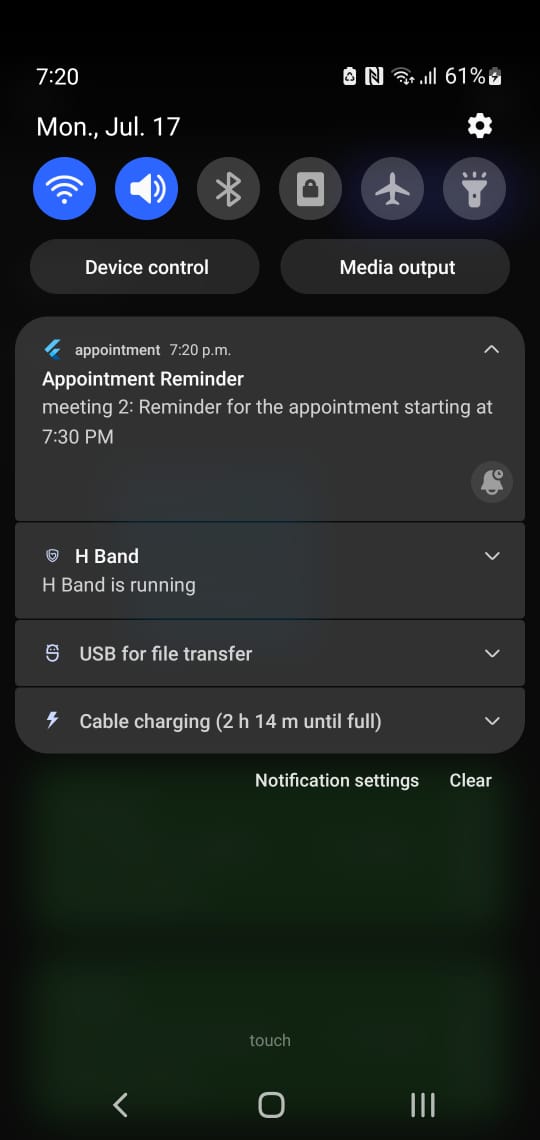 7:20 61%
Mon., Jul. 17
Device control Media output
appointment 7:20 p.m.
Appointment Reminder
meeting 2: Reminder for the appointment starting at
7:30 PM
H Band
H Band is running
USB for file transfer
Cable charging (2 h 14 m until full)
Notification settings Clear
touch